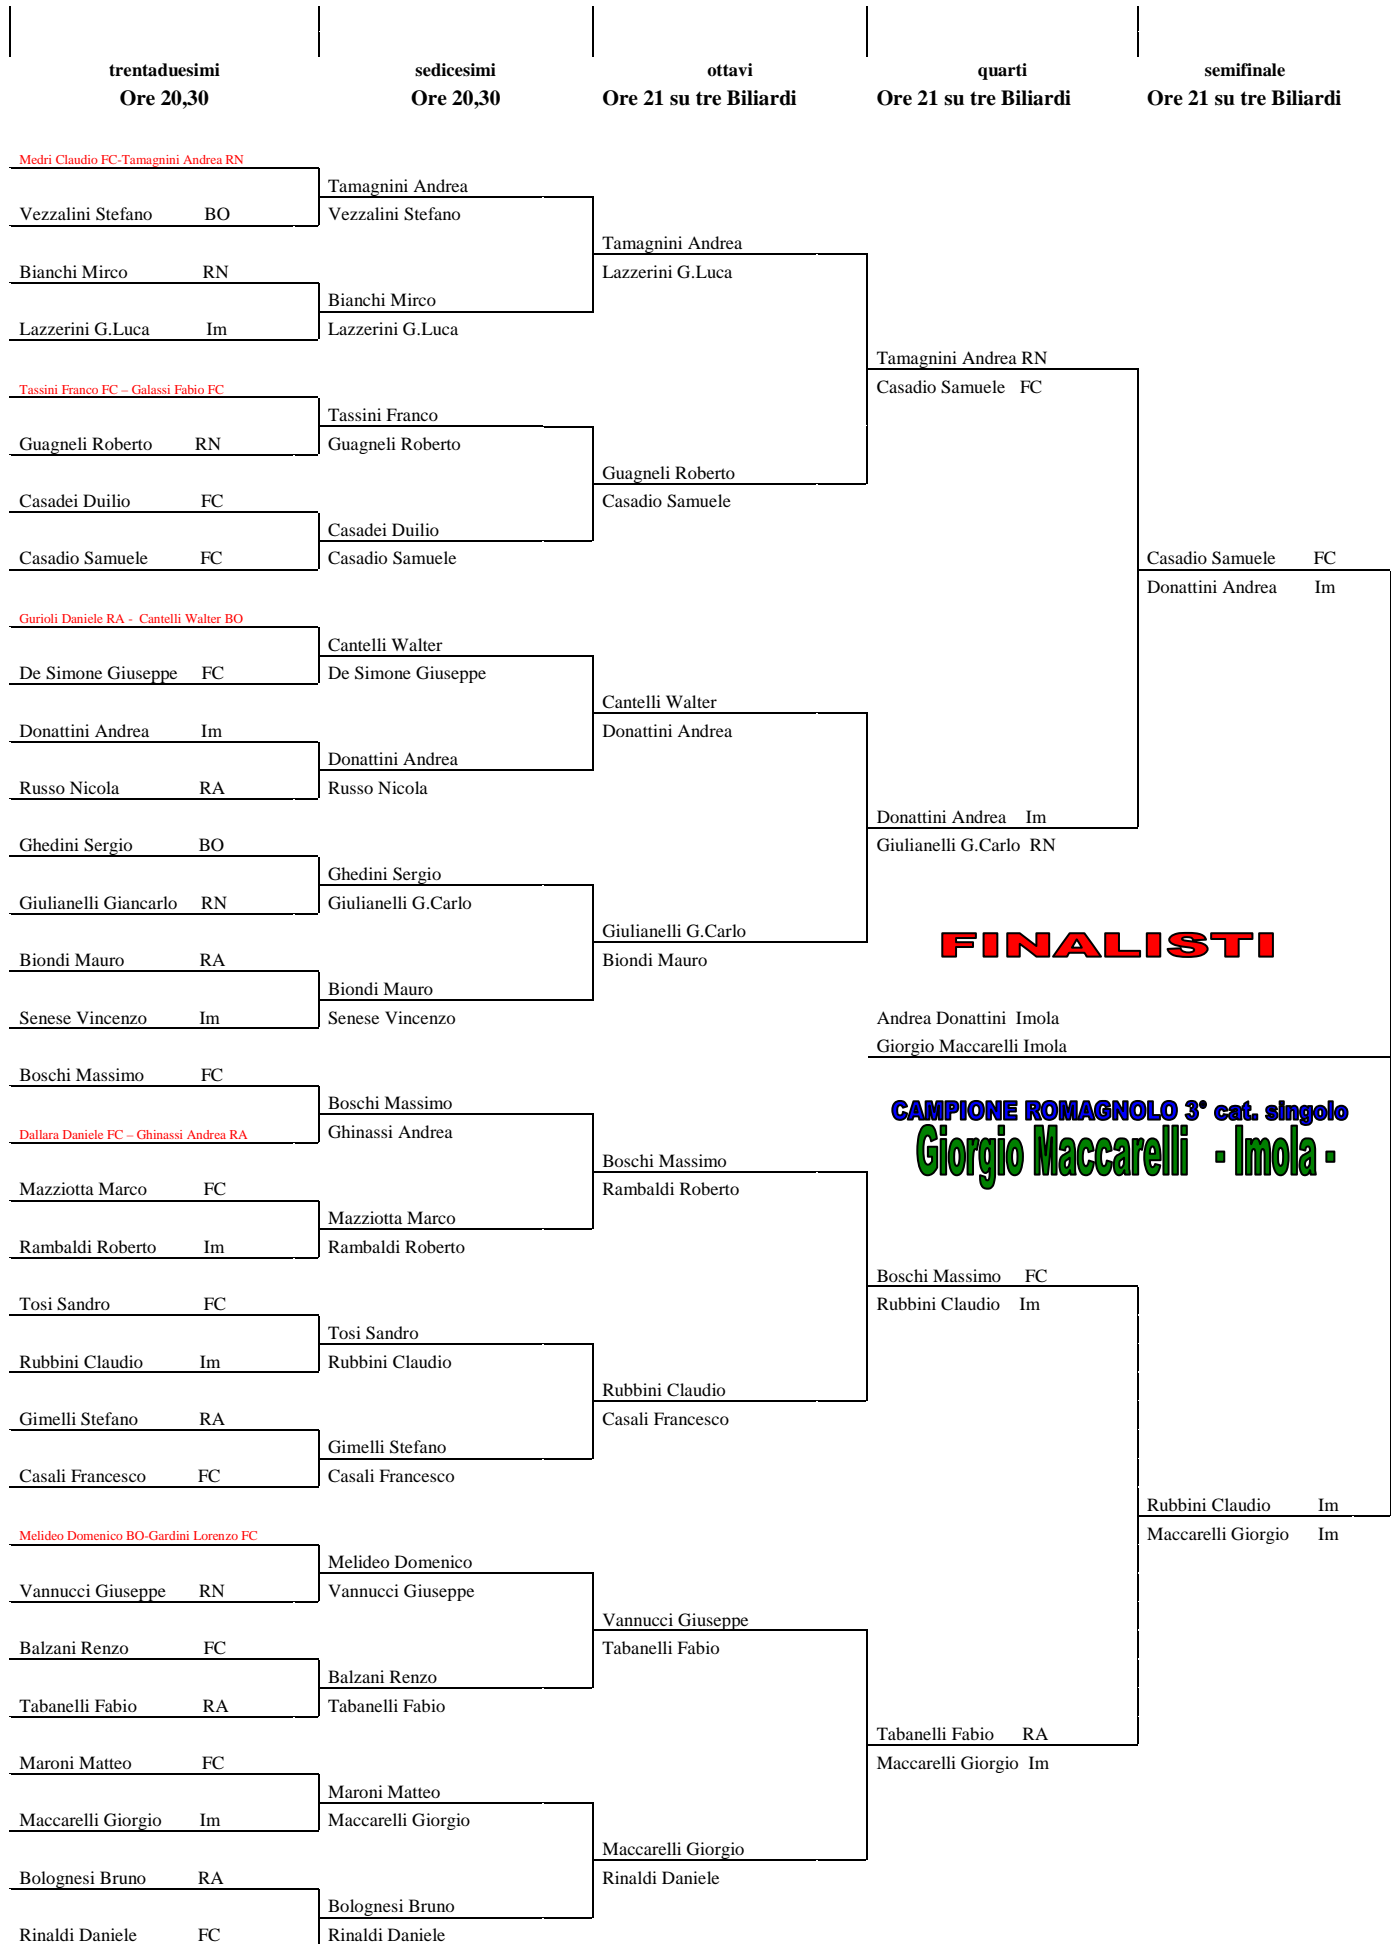 trentaduesimi sedicesimi ottavi quarti semifinale
Ore 20,30 Ore 20,30 Ore 21 su tre Biliardi Ore 21 su tre Biliardi Ore 21 su tre Biliardi
Medri Claudio FC-Tamagnini Andrea RN
Tamagnini Andrea
Vezzalini Stefano BO Vezzalini Stefano
Tamagnini Andrea
Bianchi Mirco RN Lazzerini G.Luca
Bianchi Mirco
Lazzerini G.Luca Im Lazzerini G.Luca
Tamagnini Andrea RN
Tassini Franco FC – Galassi Fabio FC Casadio Samuele FC
Tassini Franco
Guagneli Roberto RN Guagneli Roberto
Guagneli Roberto
Casadei Duilio FC Casadio Samuele
Casadei Duilio
Casadio Samuele FC Casadio Samuele Casadio Samuele FC
Donattini Andrea Im
Gurioli Daniele RA - Cantelli Walter BO
Cantelli Walter
De Simone Giuseppe FC De Simone Giuseppe
Cantelli Walter
Donattini Andrea Im Donattini Andrea
Donattini Andrea
Russo Nicola RA Russo Nicola
Donattini Andrea Im
Ghedini Sergio BO Giulianelli G.Carlo RN
Ghedini Sergio
Giulianelli Giancarlo RN Giulianelli G.Carlo
Giulianelli G.Carlo FINALISTI
Biondi Mauro RA Biondi Mauro
Biondi Mauro
Senese Vincenzo Im Senese Vincenzo Andrea Donattini Imola
Giorgio Maccarelli Imola
Boschi Massimo FC
Boschi Massimo CAMPIONE ROMAGNOLO 3° cat. singolo
Dallara Daniele FC – Ghinassi Andrea RA Ghinassi Andrea
Giorgio Maccarelli - Imola -
Boschi Massimo
Mazziotta Marco FC Rambaldi Roberto
Mazziotta Marco
Rambaldi Roberto Im Rambaldi Roberto
Boschi Massimo FC
Tosi Sandro FC Rubbini Claudio Im
Tosi Sandro
Rubbini Claudio Im Rubbini Claudio
Rubbini Claudio
Gimelli Stefano RA Casali Francesco
Gimelli Stefano
Casali Francesco FC Casali Francesco
Rubbini Claudio Im
Melideo Domenico BO-Gardini Lorenzo FC Maccarelli Giorgio Im
Melideo Domenico
Vannucci Giuseppe RN Vannucci Giuseppe
Vannucci Giuseppe
Balzani Renzo FC Tabanelli Fabio
Balzani Renzo
Tabanelli Fabio RA Tabanelli Fabio
Tabanelli Fabio RA
Maroni Matteo FC Maccarelli Giorgio Im
Maroni Matteo
Maccarelli Giorgio Im Maccarelli Giorgio
Maccarelli Giorgio
Bolognesi Bruno RA Rinaldi Daniele
Bolognesi Bruno
Rinaldi Daniele FC Rinaldi Daniele